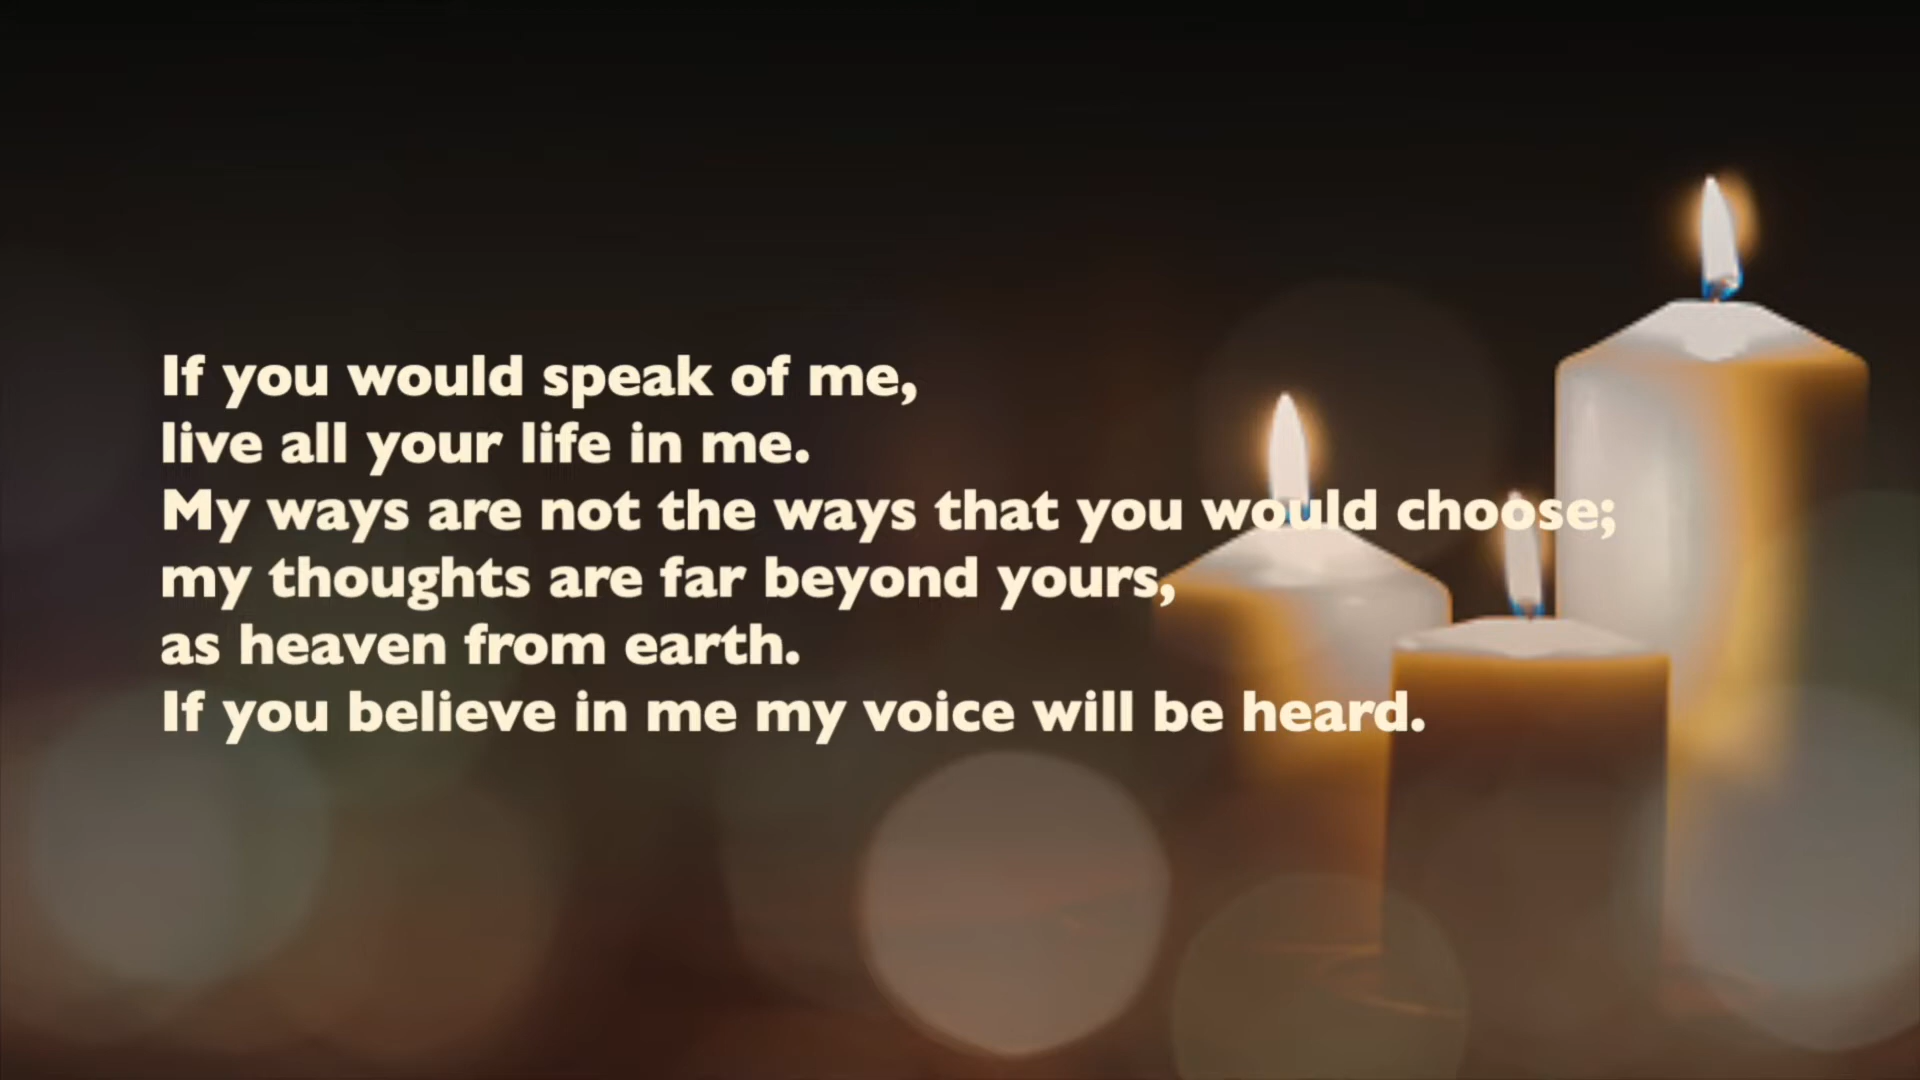 If you would speak of me,
live all your life in me.
My ways are not the ways that you would choose;
my thoughts are far beyond yours,
as heaven from earth.
If you believe in me my voice will be heard.